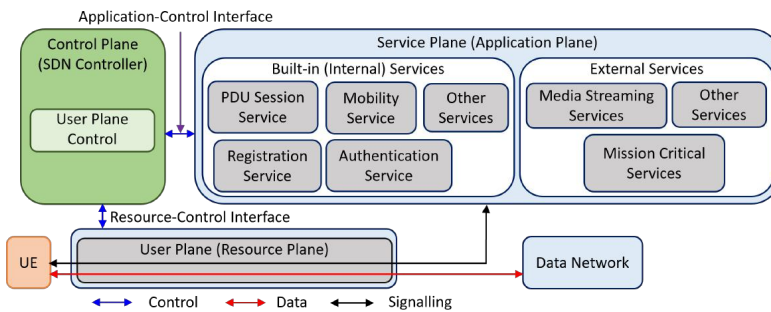 Application-Control Interface
Control Plane
(SDN Controller)
User Plane
Control
Service Plane (Application Plane)
Built-in (Internal) Services
PDU Session
Service
Mobility
Service
Other
Services
Registration
Service
Authentication
Service
External Services
Media Streaming
Services
Other
Services
Mission Critical
Services
Resource-Control Interface
User Plane (Resource Plane)
UE
Data Network
Control
Data
Signalling